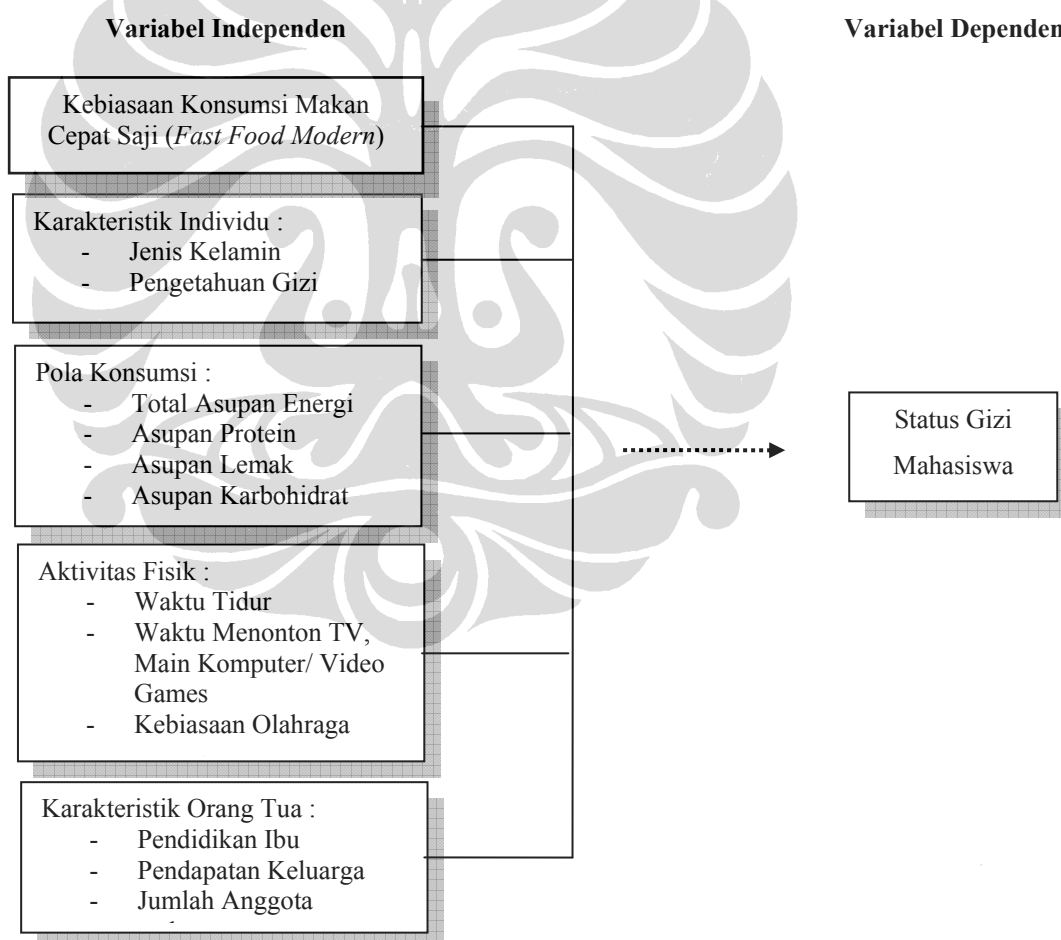 Variabel Independen
Variabel Dependen
Kebiasaan Konsumsi Makan
Cepat Saji (Fast Food Modern)
Karakteristik Individu :
- Jenis Kelamin
- Pengetahuan Gizi
Pola Konsumsi :
- Total Asupan Energi
- Asupan Protein
- Asupan Lemak
- Asupan Karbohidrat
Status Gizi
Mahasiswa
Aktivitas Fisik :
- Waktu Tidur
- Waktu Menonton TV,
Main Komputer/ Video
Games
- Kebiasaan Olahraga
Karakteristik Orang Tua :
- Pendidikan Ibu
- Pendapatan Keluarga
- Jumlah Anggota